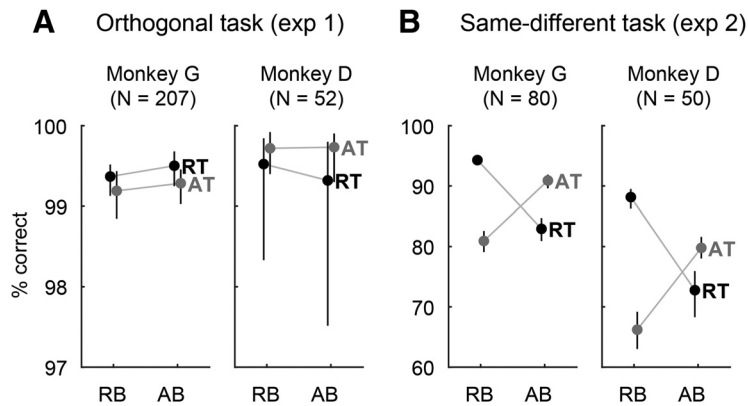 A Orthogonal task (exp 1)
B Same-different task (exp 2)
Monkey G
(N = 207)
Monkey D
(N = 52)
Monkey G
(N = 80)
Monkey D
(N = 50)
% correct
100
99
98
97
RT
AT
AT
RT
RB AB
RB AB
100
90
80
70
60
AT
RT
AT
RT
RB AB
RB AB